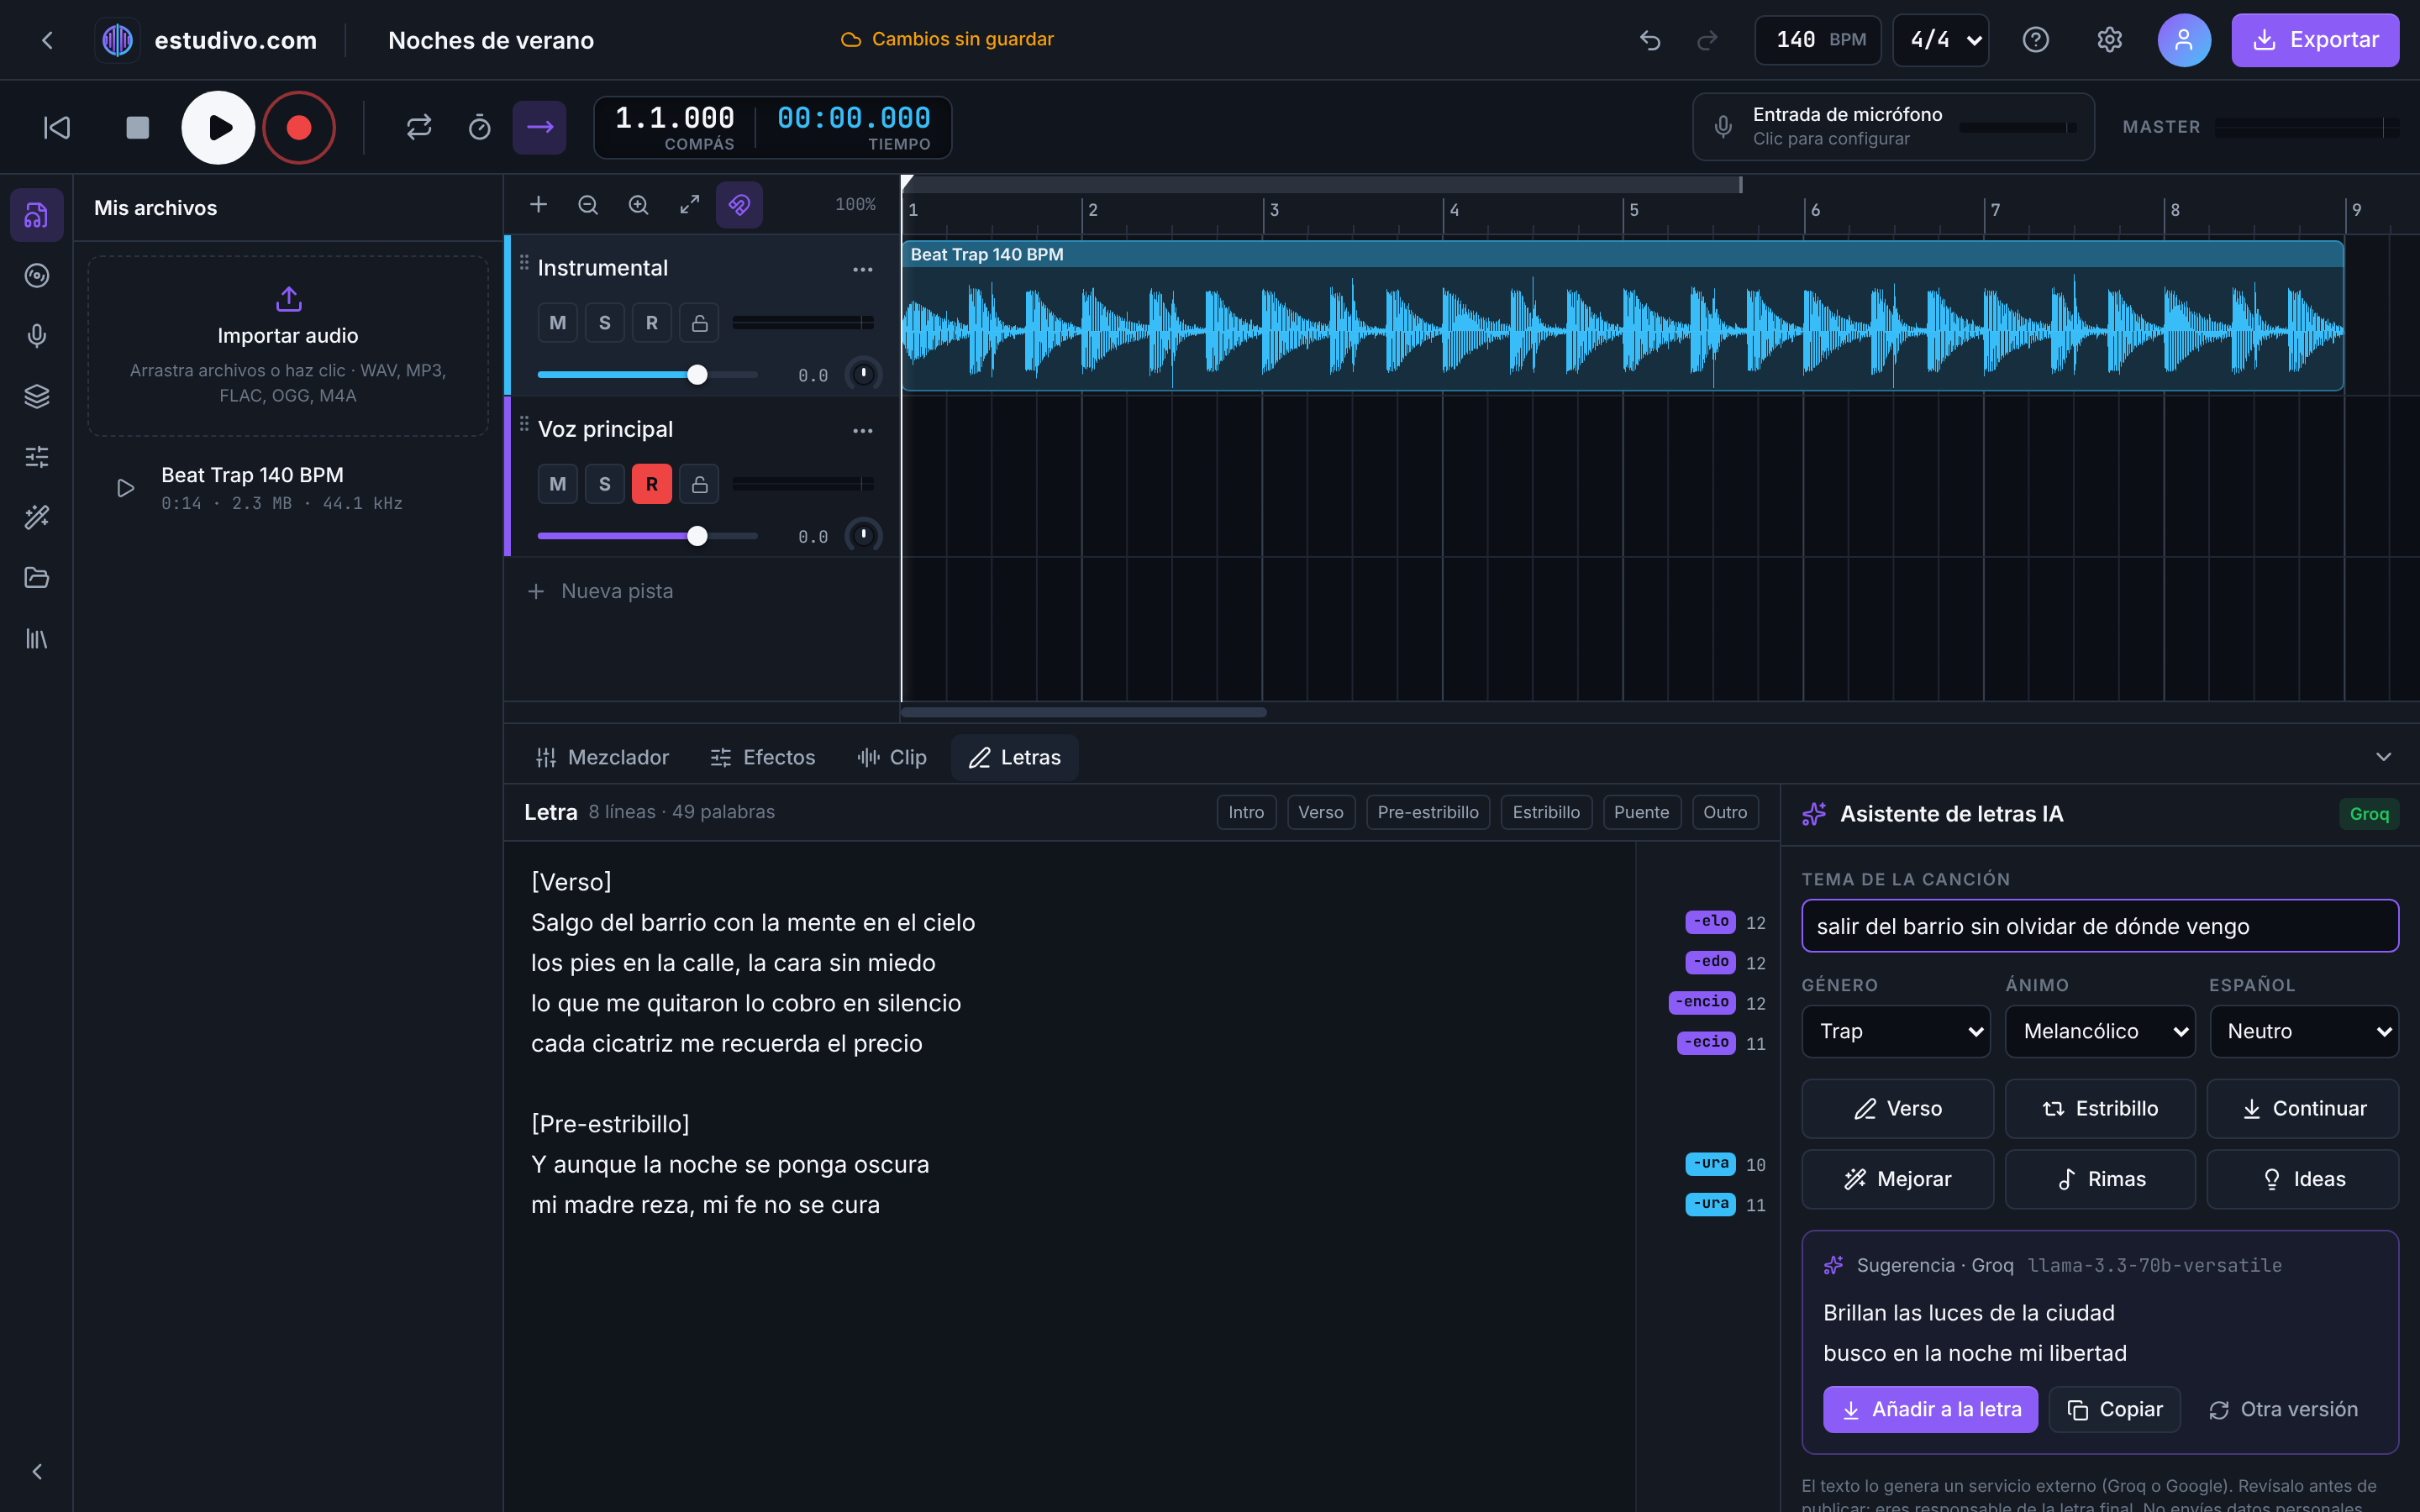 estudivo.com
Noches de verano
Cambios sin guardar
140 BPM
4/4
Exportar
1.1.000
COMPÁS
00:00.000
TIEMPO
Entrada de micrófono
Clic para configurar
MASTER
Mis archivos
Importar audio
Arrastra archivos o haz clic · WAV, MP3,
FLAC, OGG, M4A
Beat Trap 140 BPM
0:14 · 2.3 MB · 44.1 kHz
100%
1 2 3 4 5 6 7 8 9
Instrumental
M S R
0.0
Beat Trap 140 BPM
Voz principal
M S R
0.0
Nueva pista
Mezclador
Efectos
Clip
Letras
Letra 8 líneas · 49 palabras
Intro
Verso
Pre-estribillo
Estribillo
Puente
Outro
[Verso]
Salgo del barrio con la mente en el cielo -elo 12
los pies en la calle, la cara sin miedo -edo 12
lo que me quitaron lo cobro en silencio -encio 12
cada cicatriz me recuerda el precio -ecio 11
[Pre-estribillo]
Y aunque la noche se ponga oscura -ura 10
mi madre reza, mi fe no se cura -ura 11
Asistente de letras IA
Groq
TEMA DE LA CANCIÓN
salir del barrio sin olvidar de dónde vengo
GÉNERO ÁNIMO ESPAÑOL
Trap Melancólico Neutro
Verso Estribillo Continuar
Mejorar Rimas Ideas
Sugerencia · Groq llama-3.3-70b-versatile
Brillan las luces de la ciudad
busco en la noche mi libertad
Añadir a la letra
Copiar
Otra versión
El texto lo genera un servicio externo (Groq o Google). Revísalo antes de
publicar: eres responsable de la letra final. No envíes datos personales